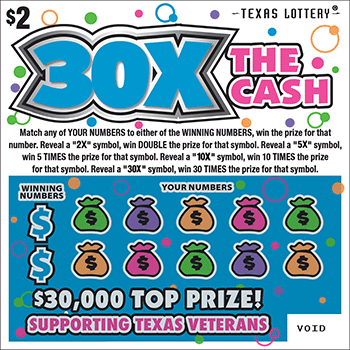 $2
TEXAS LOTTERY®
30X
THE
CASH
Match any of YOUR NUMBERS to either of the WINNING NUMBERS, win the prize for that
number. Reveal a "2X" symbol, win DOUBLE the prize for that symbol. Reveal a "5X" symbol,
win 5 TIMES the prize for that symbol. Reveal a "10X" symbol, win 10 TIMES the prize
for that symbol. Reveal a "30X" symbol, win 30 TIMES the prize for that symbol.
WINNING
NUMBERS
YOUR NUMBERS
$ $ $ $ $ $
$ $ $ $ $ $
$30,000 TOP PRIZE!
SUPPORTING TEXAS VETERANS
VOID